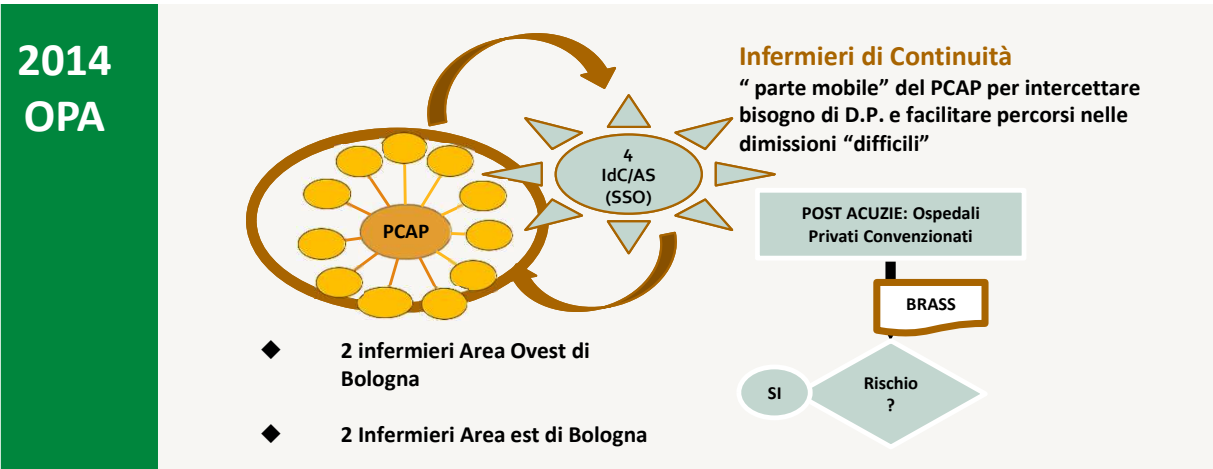 2014
OPA
Infermieri di Continuità
“ parte mobile” del PCAP per intercettare
bisogno di D.P. e facilitare percorsi nelle
dimissioni “difficili”
4
IdC/AS
(SSO)
PCAP
POST ACUZIE: Ospedali
Privati Convenzionati
BRASS
Rischio
?
SI
◆ 2 infermieri Area Ovest di
Bologna
◆ 2 Infermieri Area est di Bologna